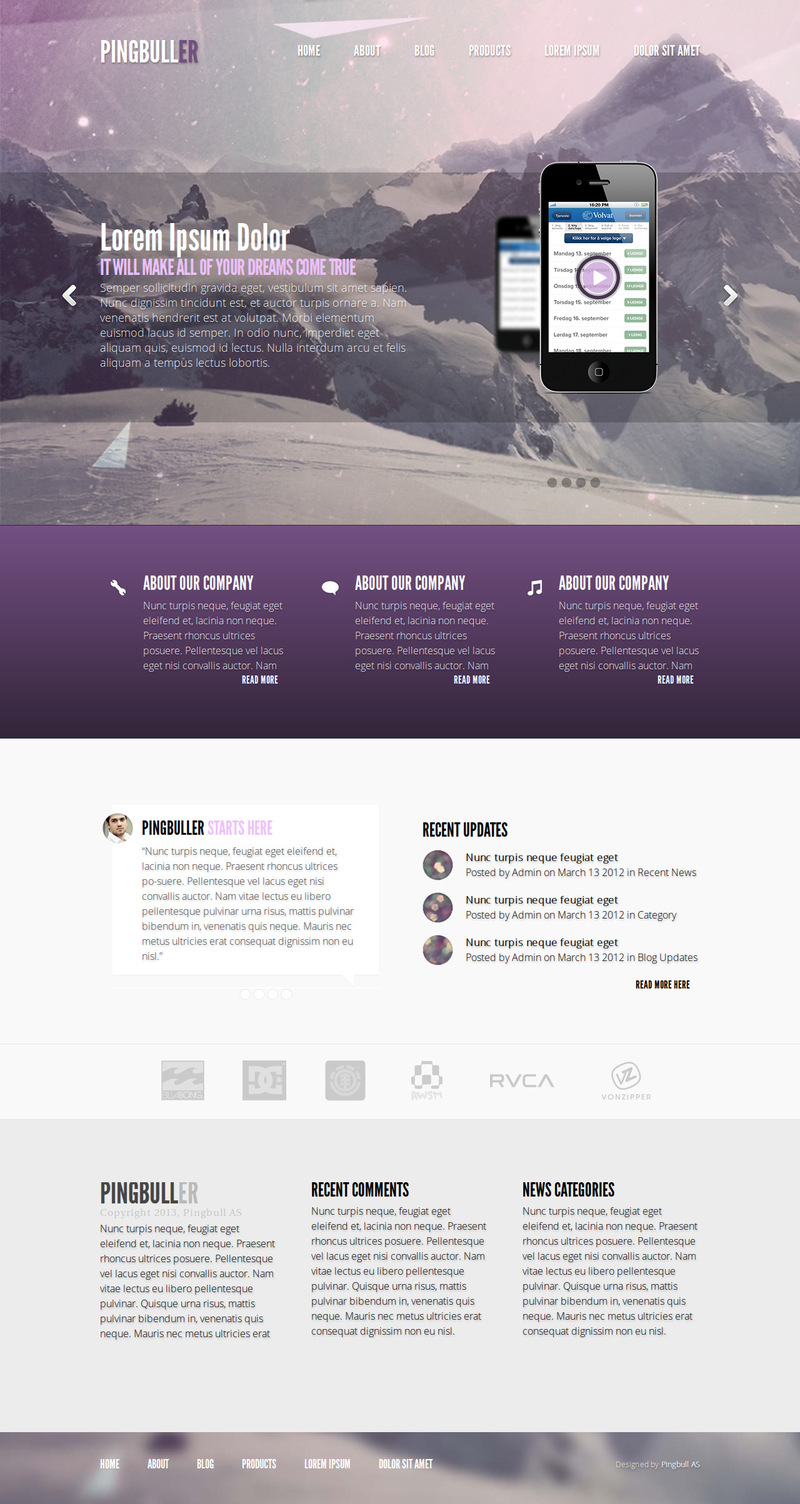 PINGBULLER
HOME ABOUT BLOG PRODUCTS LOREM IPSUM DOLOR SIT AMET
Lorem Ipsum Dolor
IT WILL MAKE ALL OF YOUR DREAMS COME TRUE
Semper sollicitudin gravida eget, vestibulum sit amet sapien.
Nunc dignissim tincidunt est, et auctor turpis ornare a. Nam
venenatis hendrerit est at volutpat. Morbi elementum
euismod lacus id semper. In odio nunc, imperdiet eget
aliquam quis, euismod id lectus. Nulla interdum arcu et felis
aliquam a tempus lectus lobortis.
10:20 PM
Volvat
Klikk her for å velge lege
Mandag 13. september
Tirsdag 14. september
Torsdag 15. september
Fredag 16. september
Lørdag 17. september
Mandag 18. september
ABOUT OUR COMPANY
Nunc turpis neque, feugiat eget
eleifend et, lacinia non neque.
Praesent rhoncus ultrices
posuere. Pellentesque vel lacus
eget nisi convallis auctor. Nam
READ MORE
ABOUT OUR COMPANY
Nunc turpis neque, feugiat eget
eleifend et, lacinia non neque.
Praesent rhoncus ultrices
posuere. Pellentesque vel lacus
eget nisi convallis auctor. Nam
READ MORE
ABOUT OUR COMPANY
Nunc turpis neque, feugiat eget
eleifend et, lacinia non neque.
Praesent rhoncus ultrices
posuere. Pellentesque vel lacus
eget nisi convallis auctor. Nam
READ MORE
PINGBULLER STARTS HERE
“Nunc turpis neque, feugiat eget eleifend et,
lacinia non neque. Praesent rhoncus ultrices
po-suere. Pellentesque vel lacus eget nisi
convallis auctor. Nam vitae lectus eu libero
pellentesque pulvinar urna risus, mattis pulvinar
bibendum in, venenatis quis neque. Mauris nec
metus ultricies erat consequat dignissim non eu
nisl.”
RECENT UPDATES
Nunc turpis neque feugiat eget
Posted by Admin on March 13 2012 in Recent News
Nunc turpis neque feugiat eget
Posted by Admin on March 13 2012 in Category
Nunc turpis neque feugiat eget
Posted by Admin on March 13 2012 in Blog Updates
READ MORE HERE
BILLABONG DC RWSM RVCA VONZIPPER
PINGBULLER
Copyright 2013, Pingbull AS
Nunc turpis neque, feugiat eget
eleifend et, lacinia non neque. Praesent
rhoncus ultrices posuere. Pellentesque
vel lacus eget nisi convallis auctor. Nam
vitae lectus eu libero pellentesque
pulvinar. Quisque urna risus, mattis
pulvinar bibendum in, venenatis quis
neque. Mauris nec metus ultricies erat
RECENT COMMENTS
Nunc turpis neque, feugiat eget
eleifend et, lacinia non neque. Praesent
rhoncus ultrices posuere. Pellentesque
vel lacus eget nisi convallis auctor. Nam
vitae lectus eu libero pellentesque
pulvinar. Quisque urna risus, mattis
pulvinar bibendum in, venenatis quis
neque. Mauris nec metus ultricies erat
consequat dignissim non eu nisl.
NEWS CATEGORIES
Nunc turpis neque, feugiat eget
eleifend et, lacinia non neque. Praesent
rhoncus ultrices posuere. Pellentesque
vel lacus eget nisi convallis auctor. Nam
vitae lectus eu libero pellentesque
pulvinar. Quisque urna risus, mattis
pulvinar bibendum in, venenatis quis
neque. Mauris nec metus ultricies erat
consequat dignissim non eu nisl.
HOME ABOUT BLOG PRODUCTS LOREM IPSUM DOLOR SIT AMET
Designed by Pingbull AS